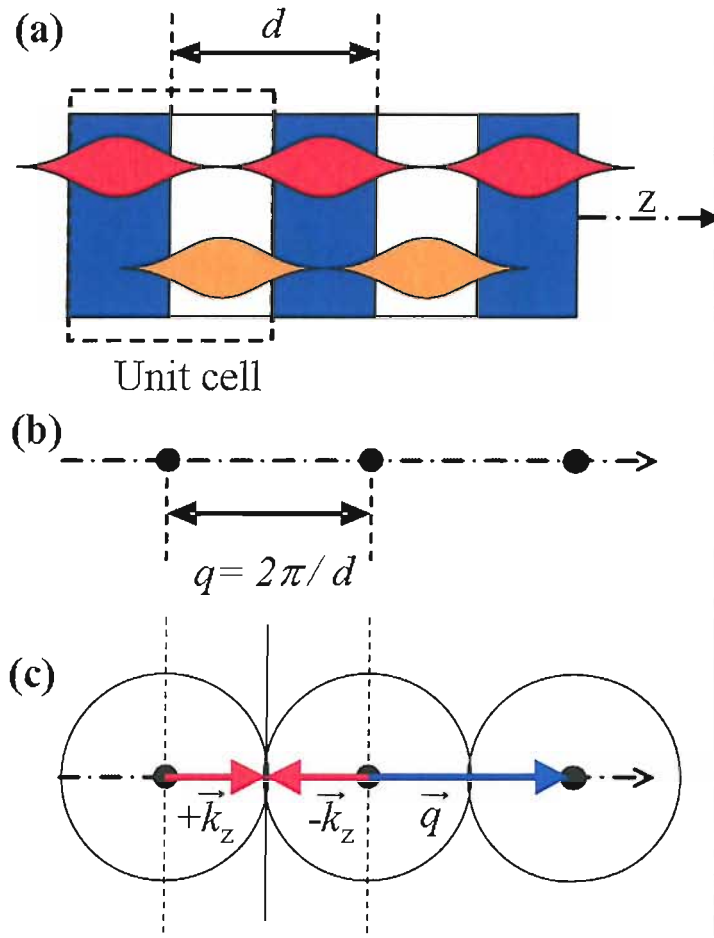 (a)
d
z
Unit cell
(b)
q = 2π/d
(c)
+k⃗z -k⃗z q⃗